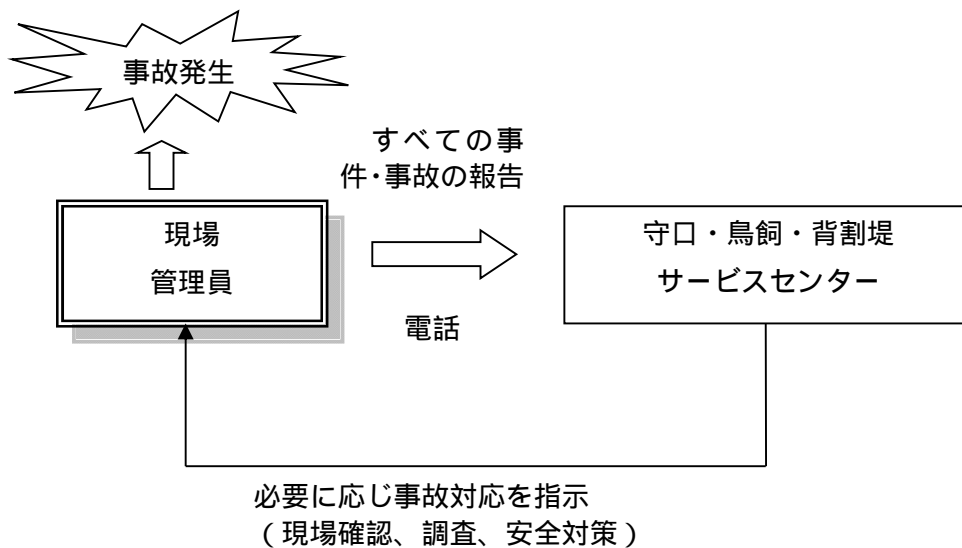 事故発生
すべての事
件・事故の報告
現場
管理員
守口・鳥飼・背割堤
サービスセンター
電話
必要に応じ事故対応を指示
（現場確認、調査、安全対策）